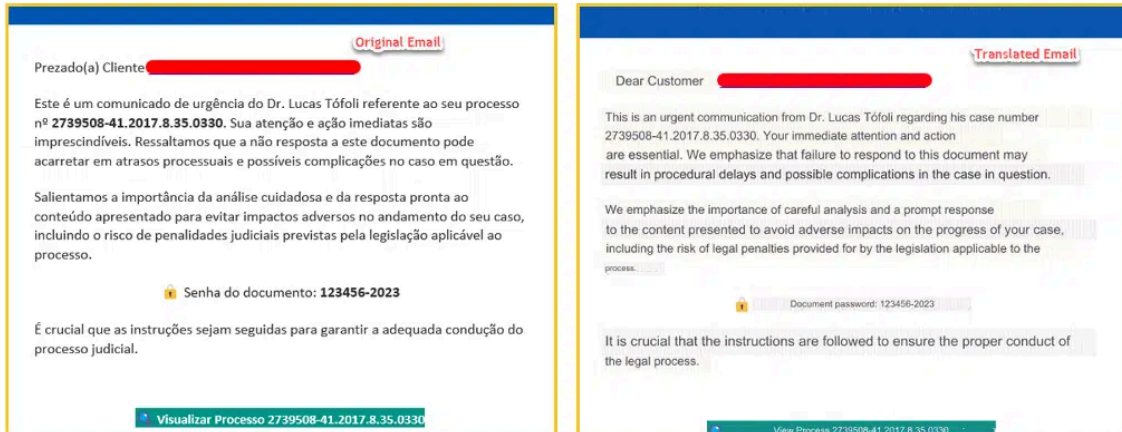 Original Email
Prezado(a) Cliente
Este é um comunicado de urgência do Dr. Lucas Tófoli referente ao seu processo
nº 2739508-41.2017.8.35.0330. Sua atenção e ação imediatas são
imprescindíveis. Ressaltamos que a não resposta a este documento pode
acarretar em atrasos processuais e possíveis complicações no caso em questão.
Salientamos a importância da análise cuidadosa e da resposta pronta ao
conteúdo apresentado para evitar impactos adversos no andamento do seu caso,
incluindo o risco de penalidades judiciais previstas pela legislação aplicável ao
processo.
Senha do documento: 123456-2023
É crucial que as instruções sejam seguidas para garantir a adequada condução do
processo judicial.
Visualizar Processo 2739508-41.2017.8.35.0330
Translated Email
Dear Customer
This is an urgent communication from Dr. Lucas Tófoli regarding his case number
2739508-41.2017.8.35.0330. Your immediate attention and action
are essential. We emphasize that failure to respond to this document may
result in procedural delays and possible complications in the case in question.
We emphasize the importance of careful analysis and a prompt response
to the content presented to avoid adverse impacts on the progress of your case,
including the risk of legal penalties provided for by the legislation applicable to the
process.
Document password: 123456-2023
It is crucial that the instructions are followed to ensure the proper conduct of
the legal process.
View Process 2739508-41.2017.8.35.0330